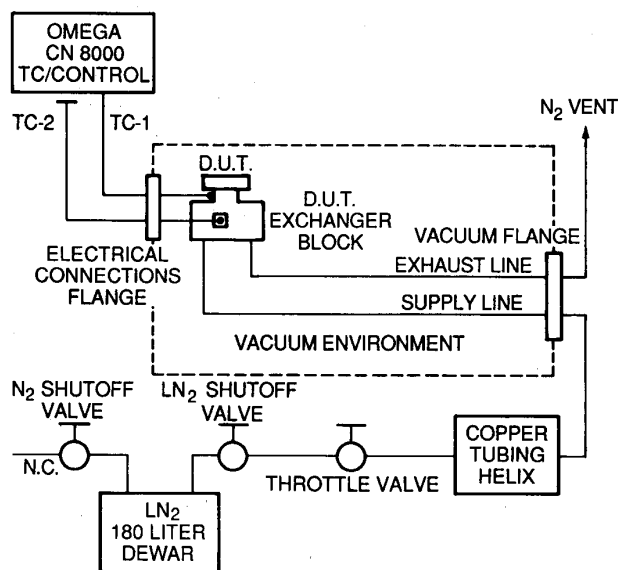 OMEGA
CN 8000
TC/CONTROL
TC-2
TC-1
N2 VENT
D.U.T.
D.U.T.
EXCHANGER
BLOCK
VACUUM FLANGE
ELECTRICAL
CONNECTIONS
FLANGE
EXHAUST LINE
SUPPLY LINE
VACUUM ENVIRONMENT
N2 SHUTOFF
VALVE
LN2 SHUTOFF
VALVE
N.C.
THROTTLE VALVE
COPPER
TUBING
HELIX
LN2
180 LITER
DEWAR